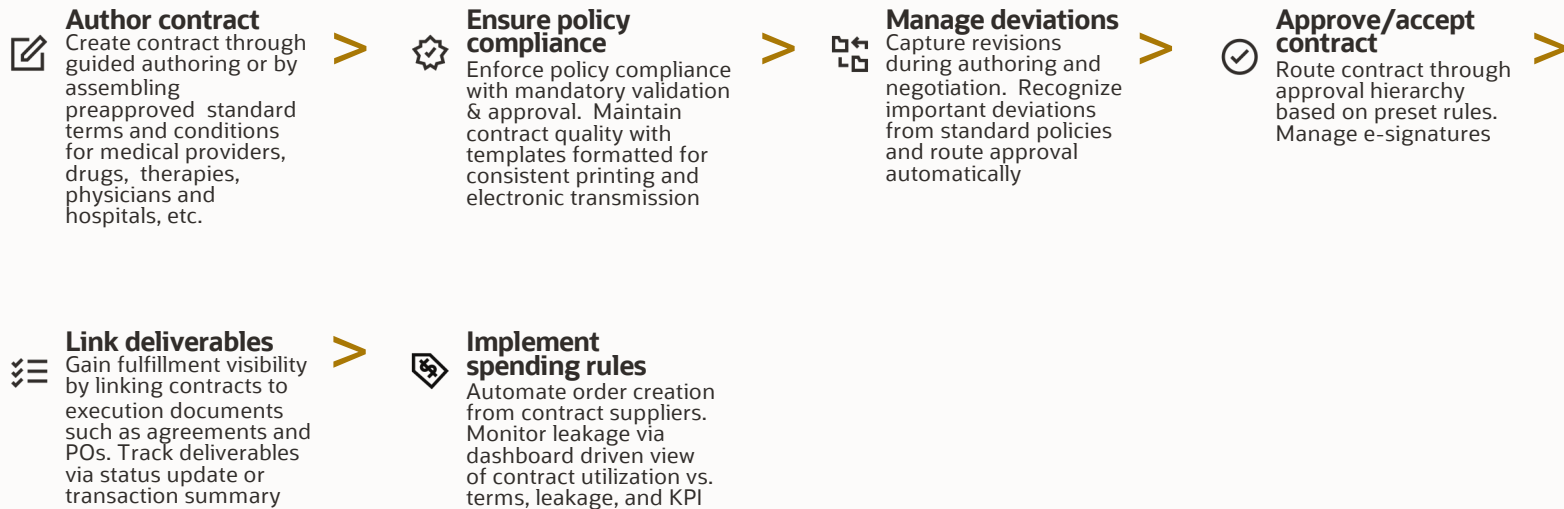 Author contract
Create contract through
guided authoring or by
assembling
preapproved standard
terms and conditions
for medical providers,
drugs, therapies,
physicians and
hospitals, etc.
>
Ensure policy
compliance
Enforce policy compliance
with mandatory validation
& approval. Maintain
contract quality with
templates formatted for
consistent printing and
electronic transmission
>
Manage deviations
Capture revisions
during authoring and
negotiation. Recognize
important deviations
from standard policies
and route approval
automatically
>
Approve/accept
contract
Route contract through
approval hierarchy
based on preset rules.
Manage e-signatures
>
Link deliverables
Gain fulfillment visibility
by linking contracts to
execution documents
such as agreements and
POs. Track deliverables
via status update or
transaction summary
>
Implement
spending rules
Automate order creation
from contract suppliers.
Monitor leakage via
dashboard driven view
of contract utilization vs.
terms, leakage, and KPI